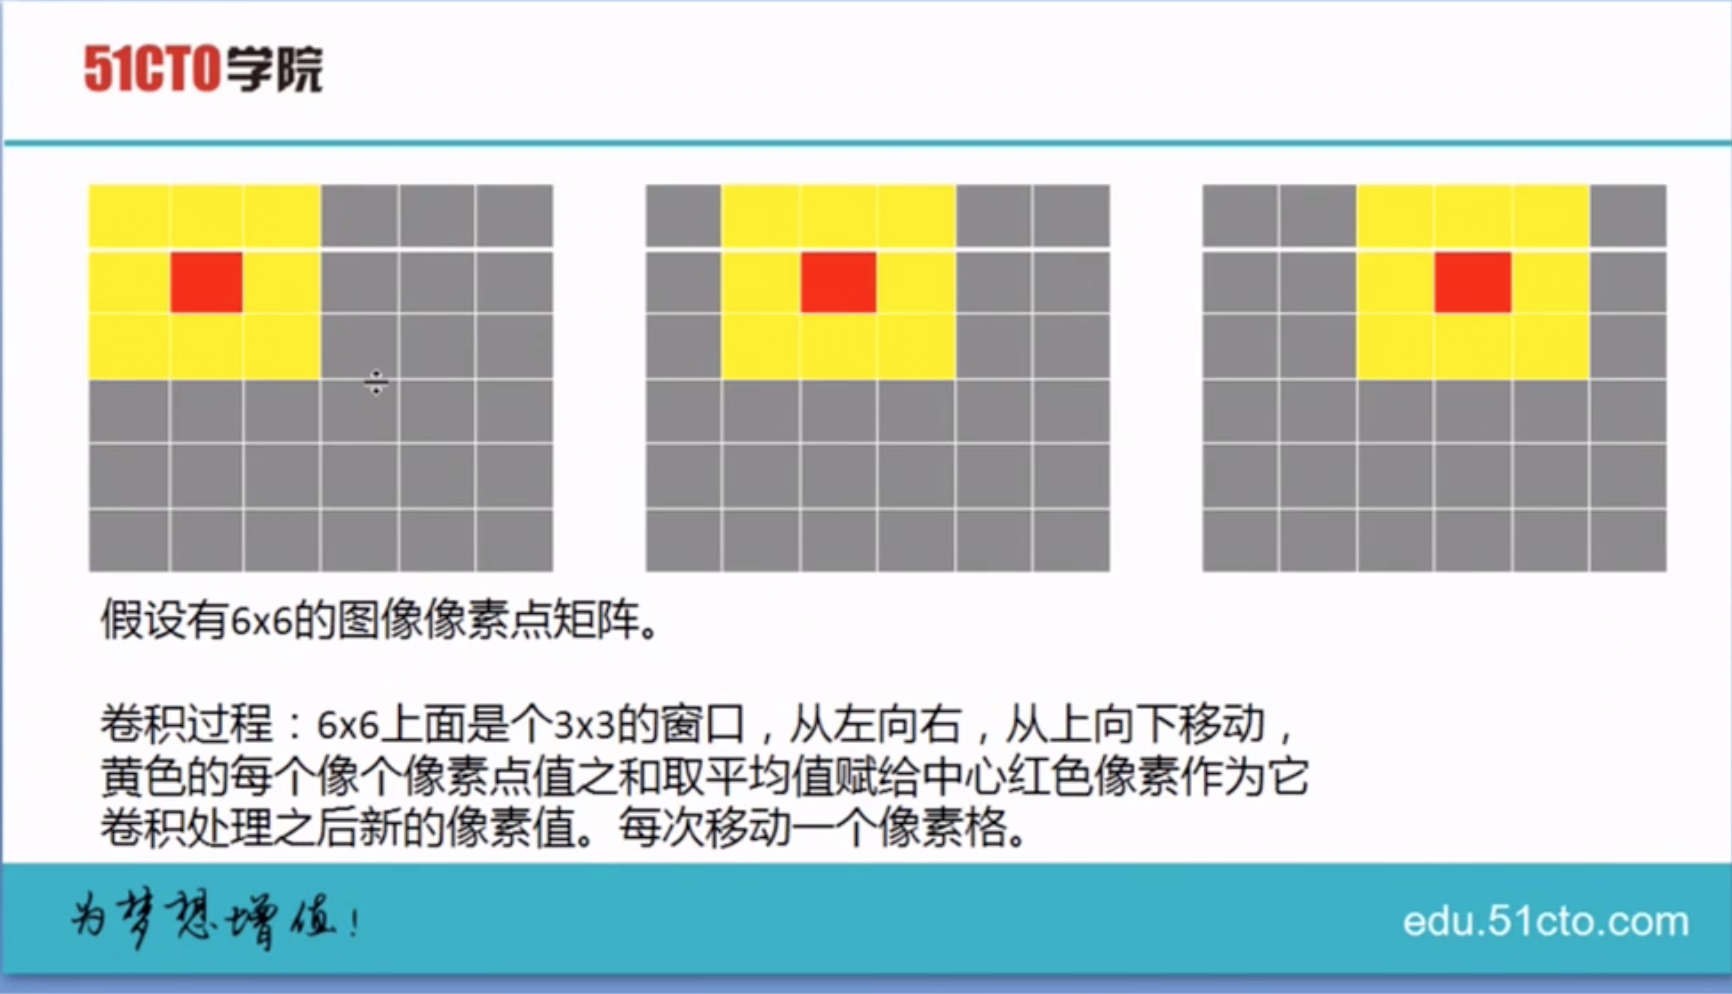 51CTO学院
假设有6x6的图像像素点矩阵。
卷积过程：6x6上面是个3x3的窗口，从左向右，从上向下移动，
黄色的每个像个像素点值之和取平均值赋给中心红色像素作为它
卷积处理之后新的像素值。每次移动一个像素格。
为梦想增值！
edu.51cto.com